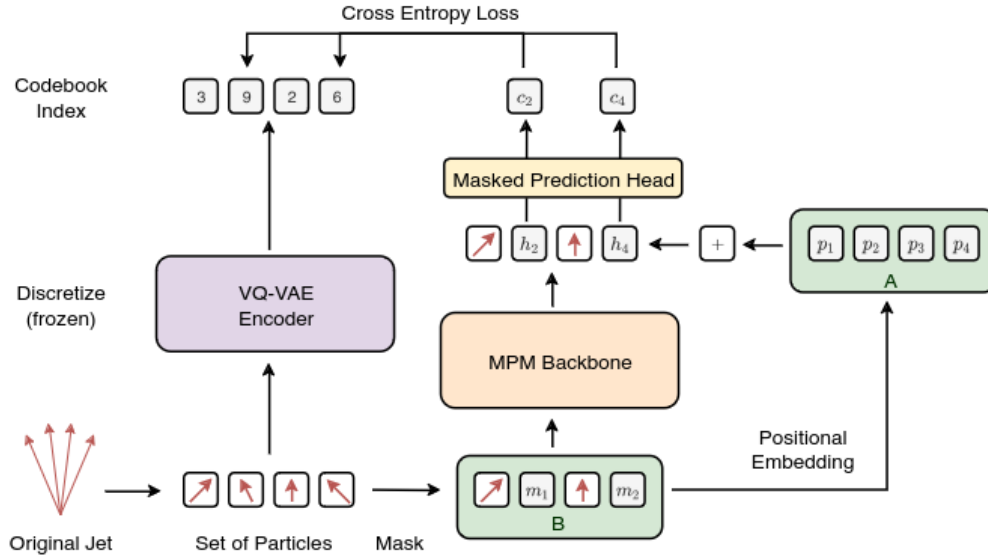 Cross Entropy Loss
Codebook
Index
3 9 2 6
c₂ c₄
Masked Prediction Head
h₂ h₄
+
p₁ p₂ p₃ p₄
A
Discretize
(frozen)
VQ-VAE
Encoder
MPM Backbone
Positional
Embedding
m₁ m₂
B
Original Jet
Set of Particles
Mask